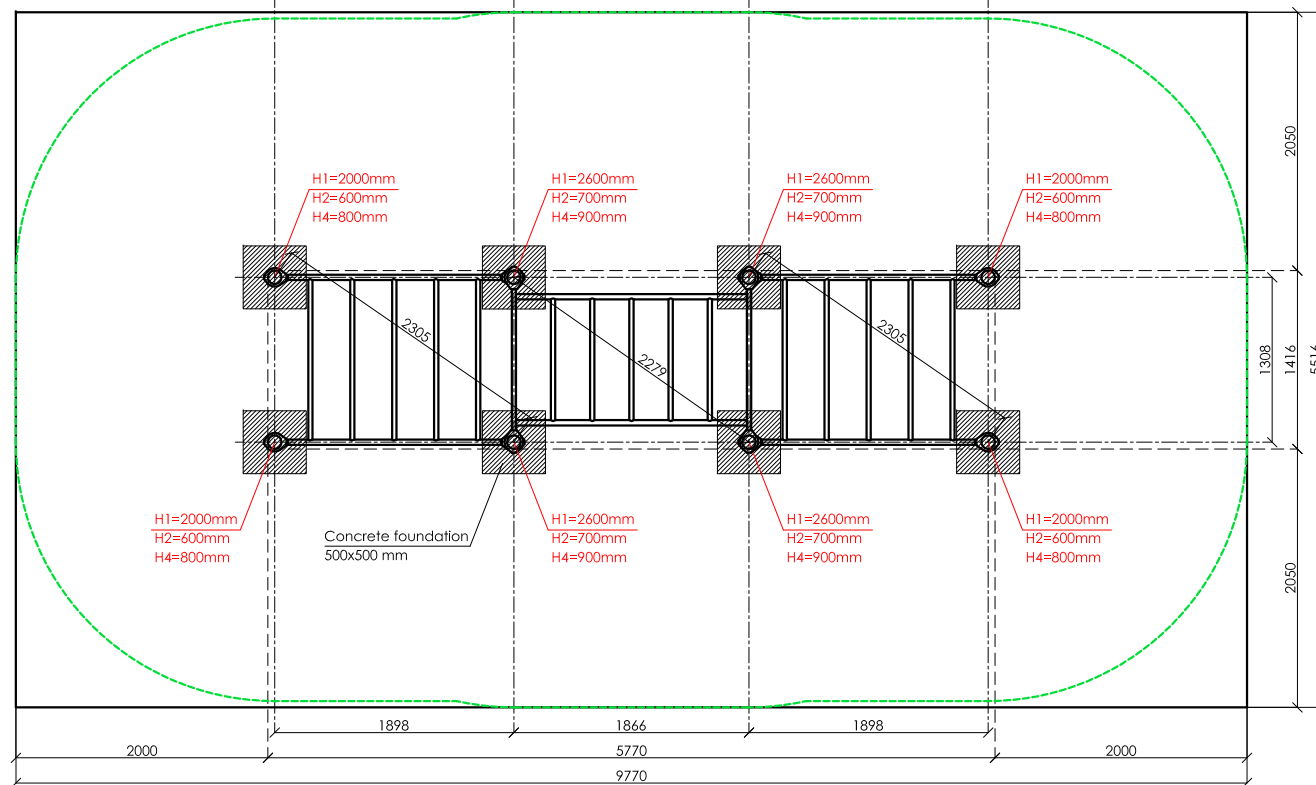 2050
H1=2000mm
H2=600mm
H4=800mm
H1=2600mm
H2=700mm
H4=900mm
H1=2600mm
H2=700mm
H4=900mm
H1=2000mm
H2=600mm
H4=800mm
2305
2279
2305
1308
1416
5516
H1=2000mm
H2=600mm
H4=800mm
Concrete foundation
500x500 mm
H1=2600mm
H2=700mm
H4=900mm
H1=2600mm
H2=700mm
H4=900mm
H1=2000mm
H2=600mm
H4=800mm
2050
1898
1866
1898
2000
5770
2000
9770